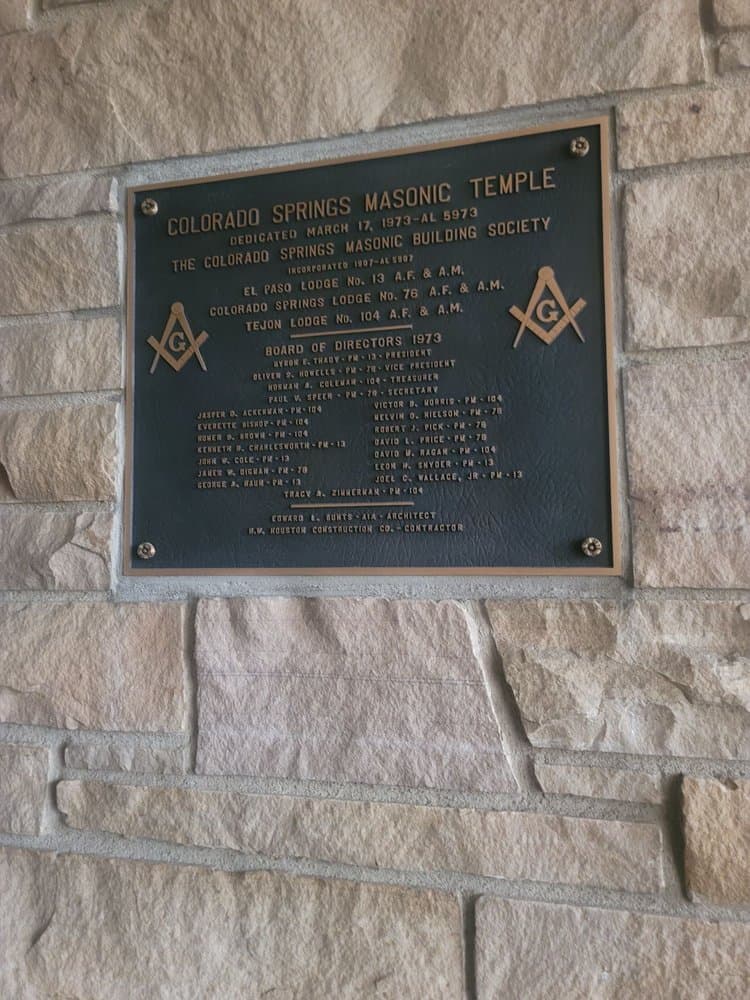 COLORADO SPRINGS MASONIC TEMPLE
DEDICATED MARCH 17, 1973-AL 5973
THE COLORADO SPRINGS MASONIC BUILDING SOCIETY
INCORPORATED 1897-AL 5897
EL PASO LODGE No. 13 A.F. & A.M.
COLORADO SPRINGS LODGE No. 76 A.F. & A.M.
TEJON LODGE No. 104 A.F. & A.M.
G
G
BOARD OF DIRECTORS 1973
BYRON E. - PM - 13 - PRESIDENT
OLIVER S. HOWELLS - PM - 76 - VICE PRESIDENT
NORMAN A. COLEMAN - 104 - TREASURER
PAUL V. SPEER - PM - 76 - SECRETARY
JASPER D. ACKERMAN - PM - 104
EVERETTE BISHOP - PM - 104
HOMER D. BROWN - PM - 104
KENNETH B. CHARLESWORTH - PM - 13
JOHN W. COLE - PM - 13
JAMES W. DIGMAN - PM - 76
GEORGE A. HAUN - PM - 13
VICTOR B. MORRIS - PM - 104
MELVIN O. NIELSON - PM - 76
ROBERT J. PICK - PM - 76
DAVID L. PRICE - PM - 76
DAVID M. RAGAN - PM - 104
LEON H. SNYDER - PM - 13
JOEL C. WALLACE, JR - PM - 13
TRACY A. ZIMMERMAN - PM - 104
EDWARD L. BUNTS - AIA - ARCHITECT
HOUSTON CONSTRUCTION CO. - CONTRACTOR